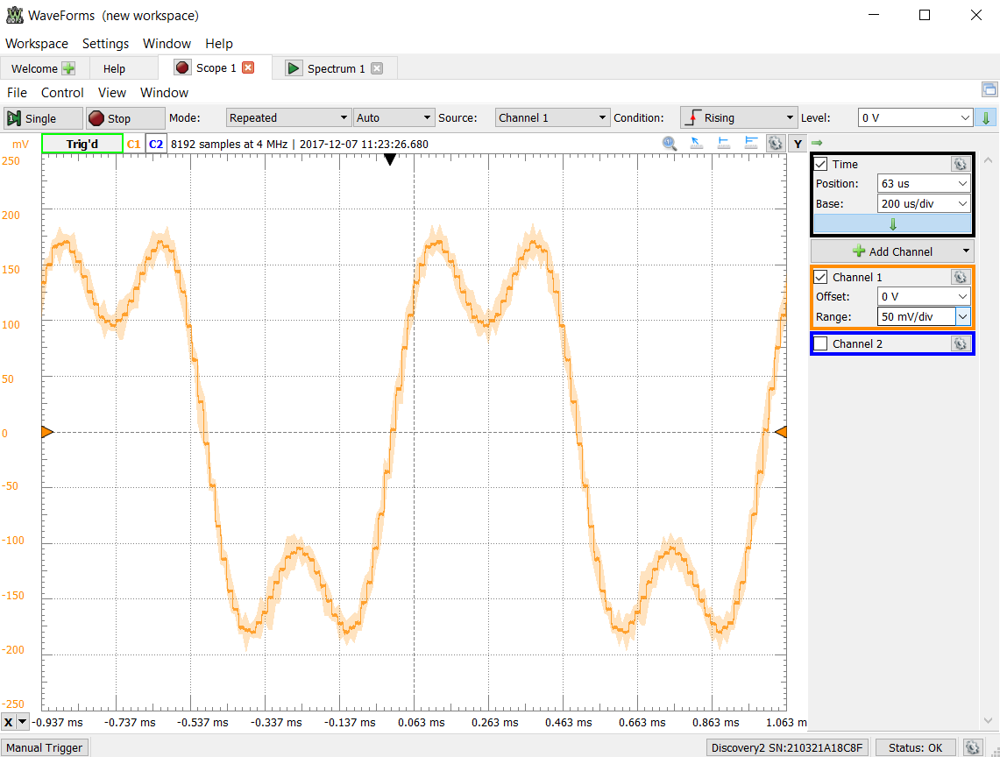 WaveForms (new workspace)
Workspace Settings Window Help
Welcome Help Scope 1 Spectrum 1
File Control View Window
Single Stop Mode: Repeated Auto Source: Channel 1 Condition: Rising Level: 0 V
mV Trig'd C1 C2 8192 samples at 4 MHz | 2017-12-07 11:23:26.680 Y
250
200
150
100
50
0
-50
-100
-150
-200
-250
X -0.937 ms -0.737 ms -0.537 ms -0.337 ms -0.137 ms 0.063 ms 0.263 ms 0.463 ms 0.663 ms 0.863 ms 1.063 m
Time
Position: 63 us
Base: 200 us/div
Add Channel
Channel 1
Offset: 0 V
Range: 50 mV/div
Channel 2
Manual Trigger Discovery2 SN:210321A18C8F Status: OK